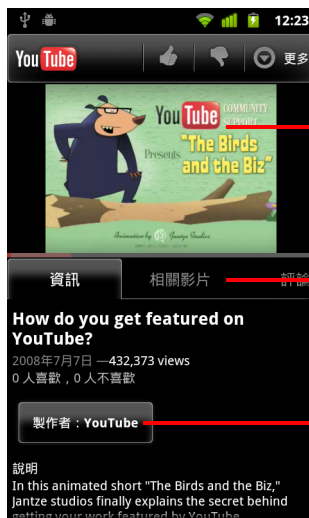 12:23
YouTube 更多
YouTube COMMUNITY
SUPPORT
Presents "The Birds
and the Biz"
Animation by Jantze Studios
資訊 相關影片 評論
How do you get featured on
YouTube?
2008年7月7日 —432,373 views
0 人喜歡，0 人不喜歡
製作者：YouTube
說明
In this animated short "The Birds and the Biz,"
Jantze studios finally explains the secret behind
getting your work featured by YouTube